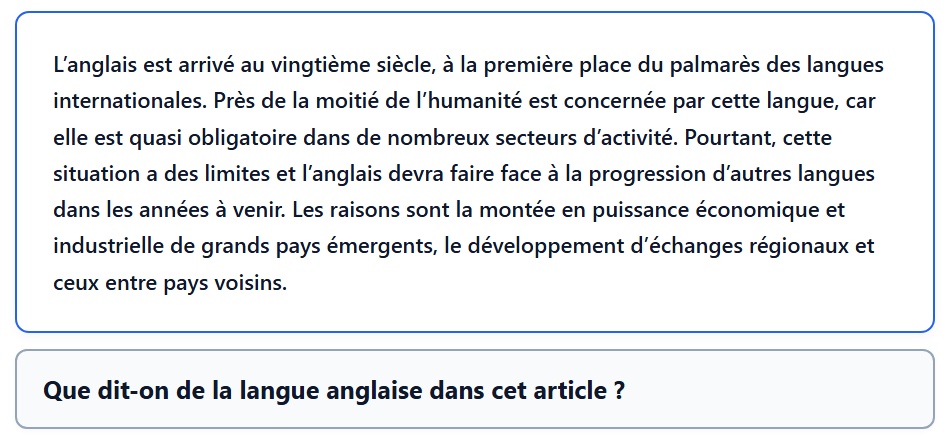 L’anglais est arrivé au vingtième siècle, à la première place du palmarès des langues
internationales. Près de la moitié de l’humanité est concernée par cette langue, car
elle est quasi obligatoire dans de nombreux secteurs d’activité. Pourtant, cette
situation a des limites et l’anglais devra faire face à la progression d’autres langues
dans les années à venir. Les raisons sont la montée en puissance économique et
industrielle de grands pays émergents, le développement d’échanges régionaux et
ceux entre pays voisins.
Que dit-on de la langue anglaise dans cet article ?